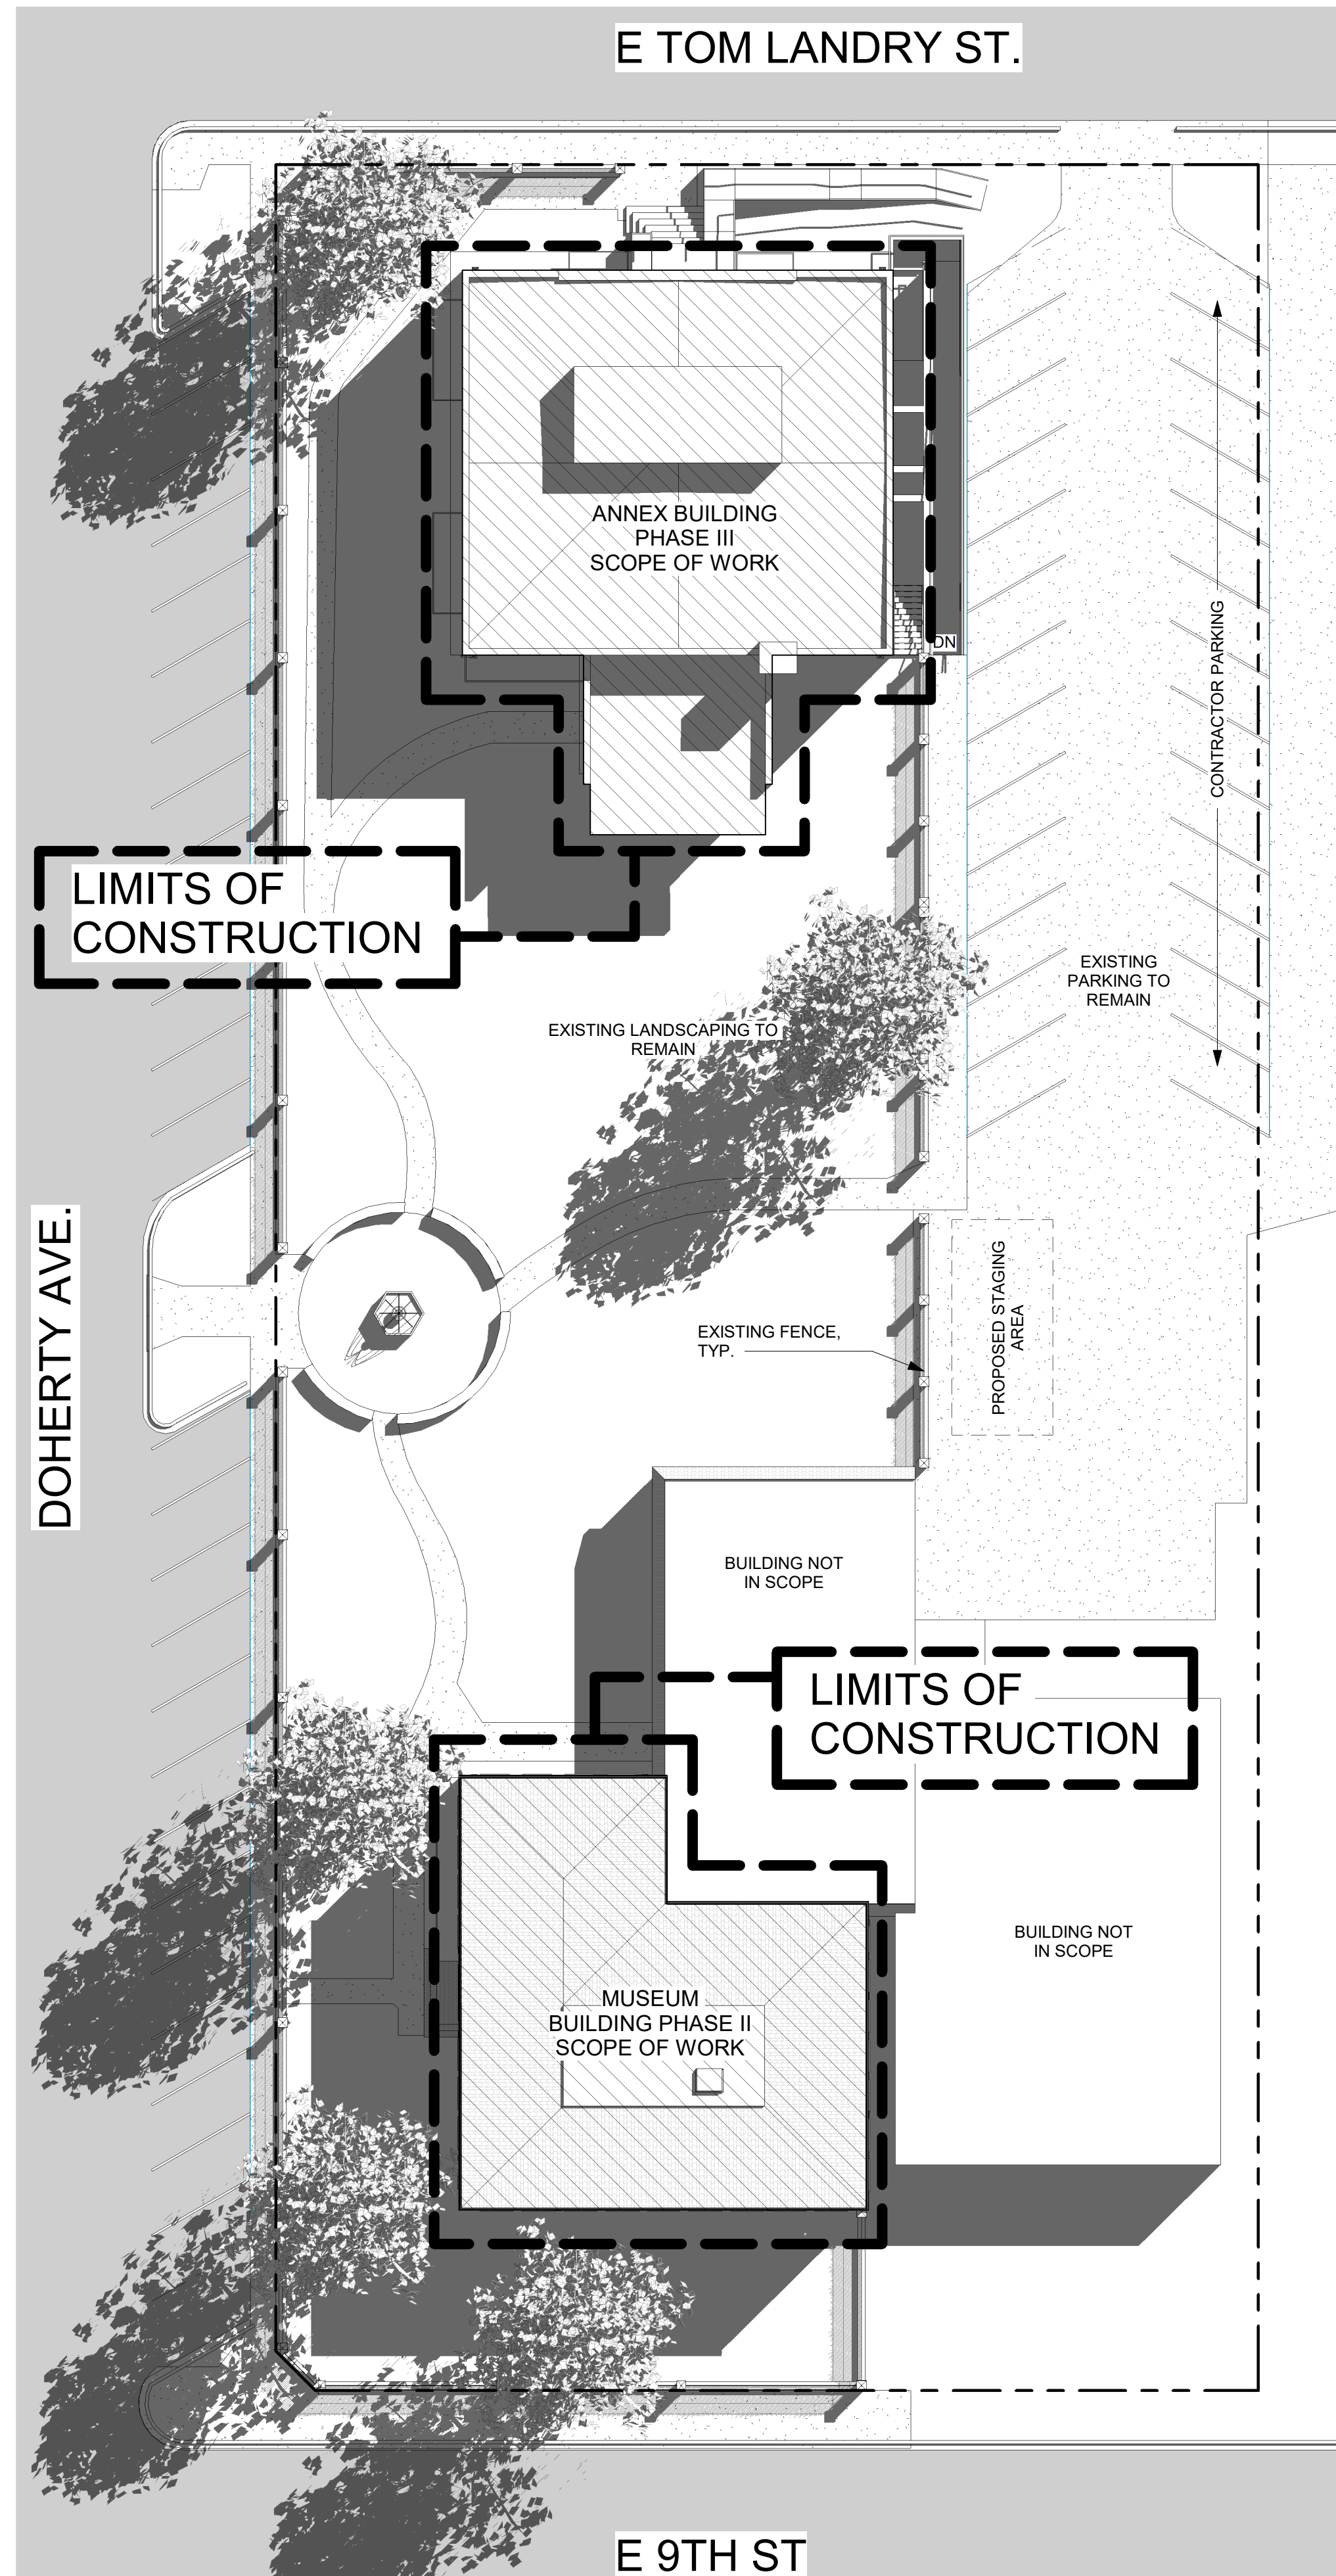 E TOM LANDRY ST.
ANNEX BUILDING
PHASE III
SCOPE OF WORK
DN
CONTRACTOR PARKING
LIMITS OF
CONSTRUCTION
EXISTING
PARKING TO
REMAIN
EXISTING LANDSCAPING TO
REMAIN
DOHERTY AVE.
PROPOSED STAGING
AREA
EXISTING FENCE,
TYP.
BUILDING NOT
IN SCOPE
LIMITS OF
CONSTRUCTION
BUILDING NOT
IN SCOPE
MUSEUM
BUILDING PHASE II
SCOPE OF WORK
E 9TH ST